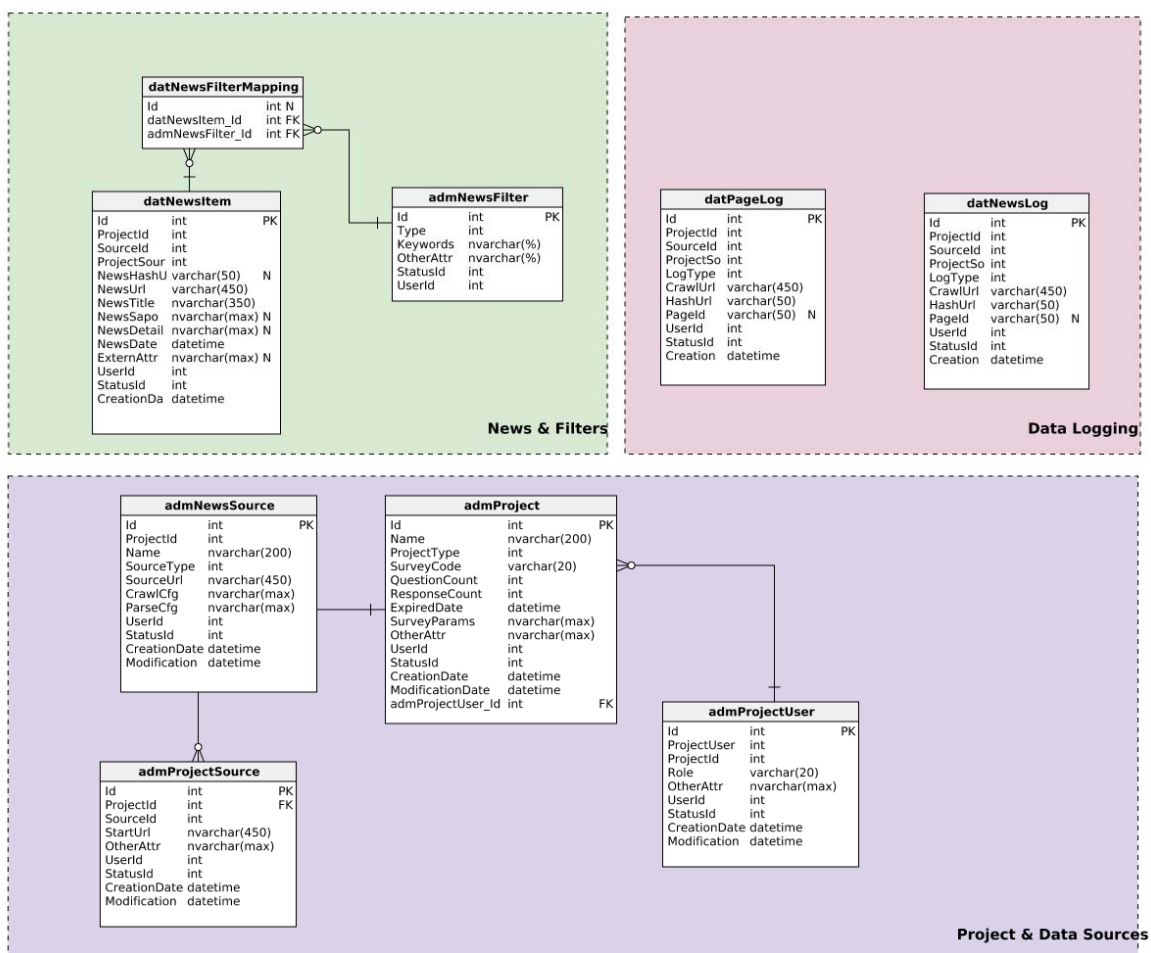 datNewsFilterMapping
Id int N
datNewsItem_Id int FK
admNewsFilter_Id int FK
datNewsItem
Id int PK
ProjectId int
SourceId int
ProjectSour int
NewsHashU varchar(50) N
NewsUrl varchar(450)
NewsTitle nvarchar(350)
NewsSapo nvarchar(max) N
NewsDetail nvarchar(max) N
NewsDate datetime
ExternAttr nvarchar(max) N
UserId int
StatusId int
CreationDa datetime
admNewsFilter
Id int PK
Type int
Keywords nvarchar(%)
OtherAttr nvarchar(%)
StatusId int
UserId int
News & Filters
datPageLog
Id int PK
ProjectId int
SourceId int
ProjectSo int
LogType int
CrawlUrl varchar(450)
HashUrl varchar(50)
PageId varchar(50) N
UserId int
StatusId int
Creation datetime
datNewsLog
Id int PK
ProjectId int
SourceId int
ProjectSo int
LogType int
CrawlUrl varchar(450)
HashUrl varchar(50)
PageId varchar(50) N
UserId int
StatusId int
Creation datetime
Data Logging
admNewsSource
Id int PK
ProjectId int
Name nvarchar(200)
SourceType int
SourceUrl nvarchar(450)
CrawlCfg nvarchar(max)
ParseCfg nvarchar(max)
UserId int
StatusId int
CreationDate datetime
Modification datetime
admProject
Id int PK
Name nvarchar(200)
ProjectType int
SurveyCode varchar(20)
QuestionCount int
ResponseCount int
ExpiredDate datetime
SurveyParams nvarchar(max)
OtherAttr nvarchar(max)
UserId int
StatusId int
CreationDate datetime
ModificationDate datetime
admProjectUser_Id int FK
admProjectUser
Id int PK
ProjectUser int
ProjectId int
Role varchar(20)
OtherAttr nvarchar(max)
UserId int
StatusId int
CreationDate datetime
Modification datetime
admProjectSource
Id int PK
ProjectId int FK
SourceId int
StartUrl nvarchar(450)
OtherAttr nvarchar(max)
UserId int
StatusId int
CreationDate datetime
Modification datetime
Project & Data Sources